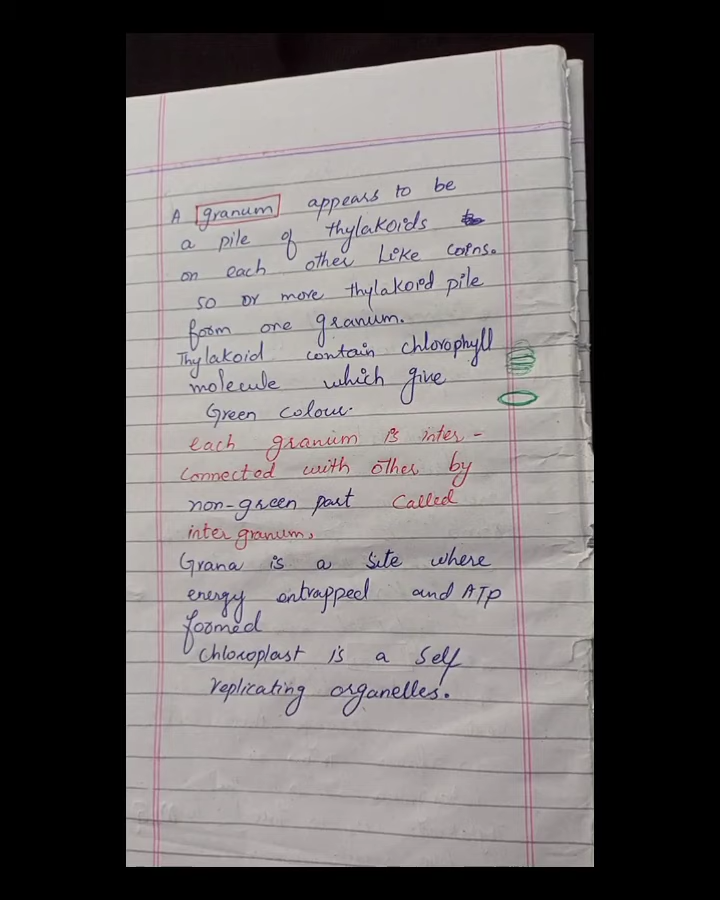 A granum appears to be
a pile of thylakoids
on each other Like coins.
50 or more thylakoid pile
form one granum.
Thylakoid contain chlorophyll
molecule which give
Green colour.
each granum is inter-
connected with other by
non-green part called
inter granum,
Grana is a site where
energy entrapped and ATP
formed
chloroplast is a self
replicating organelles.